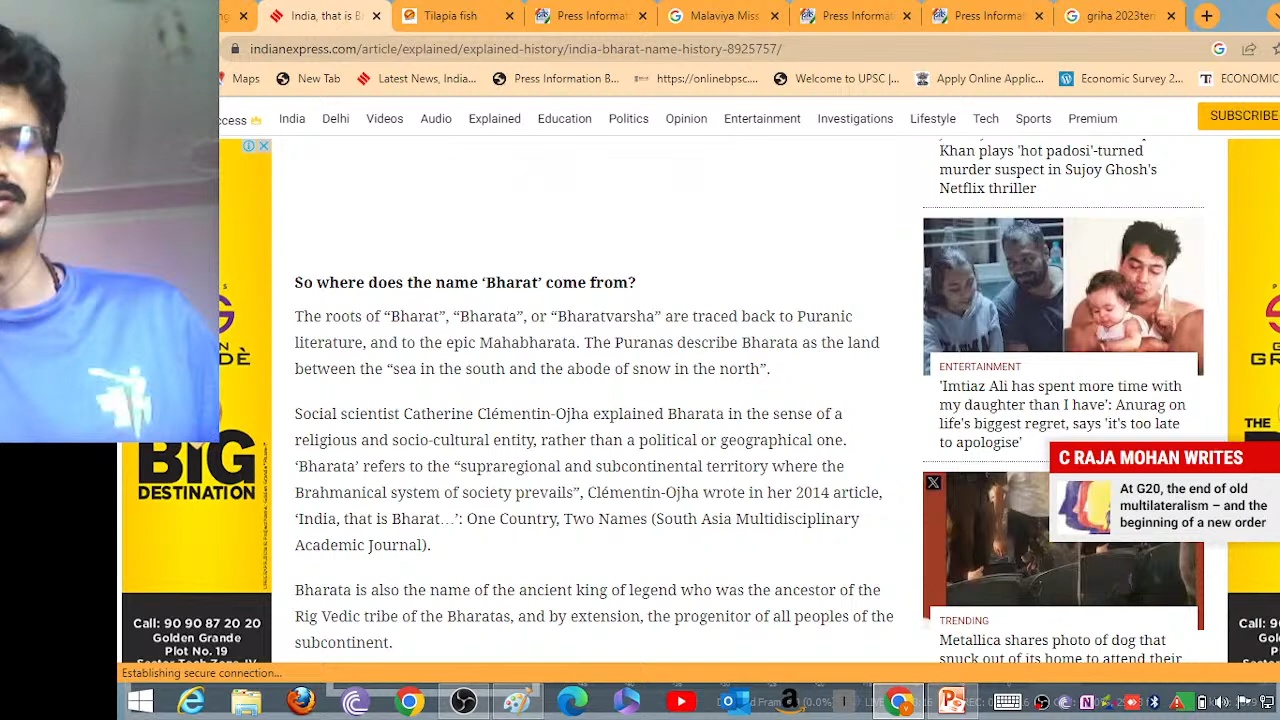 India, that is B
Tilapia fish
Press Informat
Malaviya Miss
Press Informat
Press Informat
griha 2023ter
indianexpress.com/article/explained/explained-history/india-bharat-name-history-8925757/
Maps
New Tab
Latest News, India...
Press Information B...
https://onlinebpsc....
Welcome to UPSC |...
Apply Online Applic...
Economic Survey 2...
ECONOMIC
ccess
India
Delhi
Videos
Audio
Explained
Education
Politics
Opinion
Entertainment
Investigations
Lifestyle
Tech
Sports
Premium
SUBSCRIBE
So where does the name ‘Bharat’ come from?
The roots of “Bharat”, “Bharata”, or “Bharatvarsha” are traced back to Puranic
literature, and to the epic Mahabharata. The Puranas describe Bharata as the land
between the “sea in the south and the abode of snow in the north”.
Social scientist Catherine Clémentin-Ojha explained Bharata in the sense of a
religious and socio-cultural entity, rather than a political or geographical one.
‘Bharata’ refers to the “supraregional and subcontinental territory where the
Brahmanical system of society prevails”, Clémentin-Ojha wrote in her 2014 article,
‘India, that is Bharat…’: One Country, Two Names (South Asia Multidisciplinary
Academic Journal).
Bharata is also the name of the ancient king of legend who was the ancestor of the
Rig Vedic tribe of the Bharatas, and by extension, the progenitor of all peoples of the
subcontinent.
Khan plays 'hot padosi'-turned
murder suspect in Sujoy Ghosh's
Netflix thriller
ENTERTAINMENT
'Imtiaz Ali has spent more time with
my daughter than I have': Anurag on
life's biggest regret, says 'it's too late
to apologise'
C RAJA MOHAN WRITES
At G20, the end of old
multilateralism – and the
beginning of a new order
TRENDING
Metallica shares photo of dog that
snuck out of its home to attend their
BIG
DESTINATION
Call: 90 90 87 20 20
Golden Grande
Plot No. 19
Sector Tech Zone-IV
THE
Call: 9
Establishing secure connection...